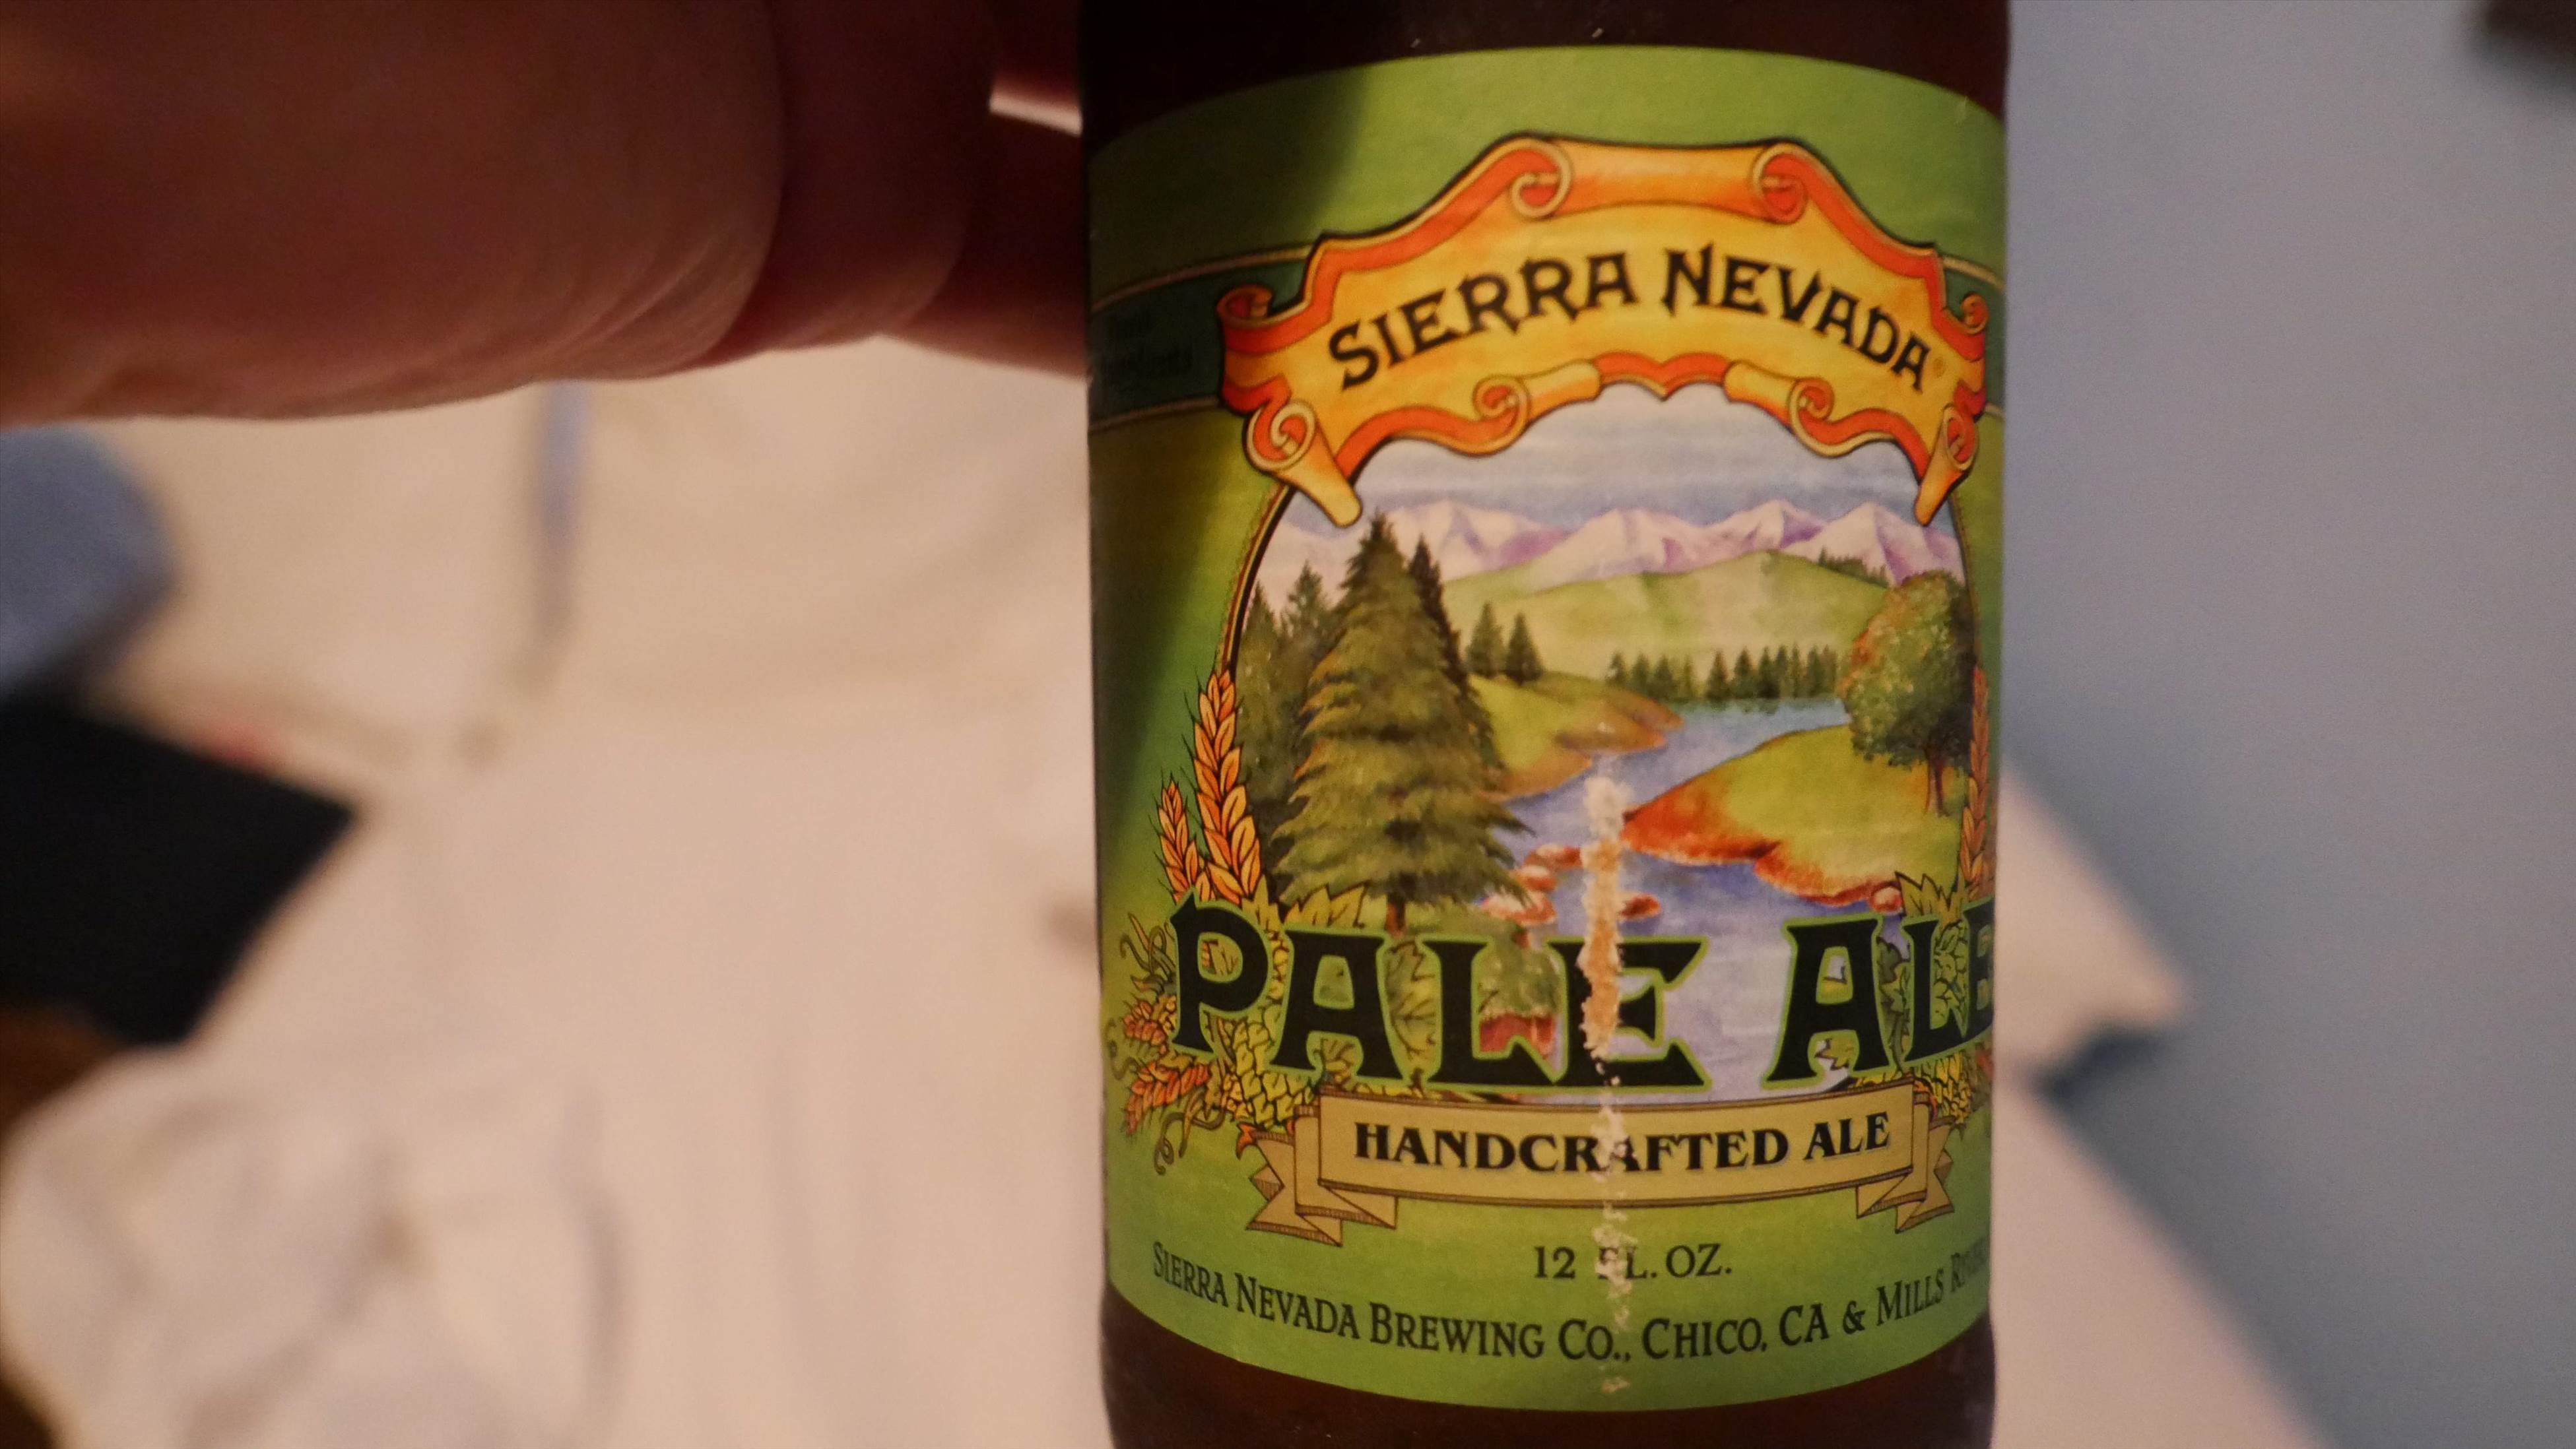 SIERRA NEVADA®
PALE ALE
HANDCRAFTED ALE
12 FL. OZ.
SIERRA NEVADA BREWING CO., CHICO, CA & MILLS